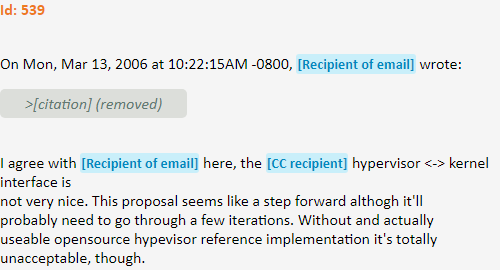 Id: 539
On Mon, Mar 13, 2006 at 10:22:15AM -0800, [Recipient of email] wrote:
>[citation] (removed)
I agree with [Recipient of email] here, the [CC recipient] hypervisor <-> kernel
interface is
not very nice. This proposal seems like a step forward althogh it'll
probably need to go through a few iterations. Without and actually
useable opensource hypevisor reference implementation it's totally
unacceptable, though.